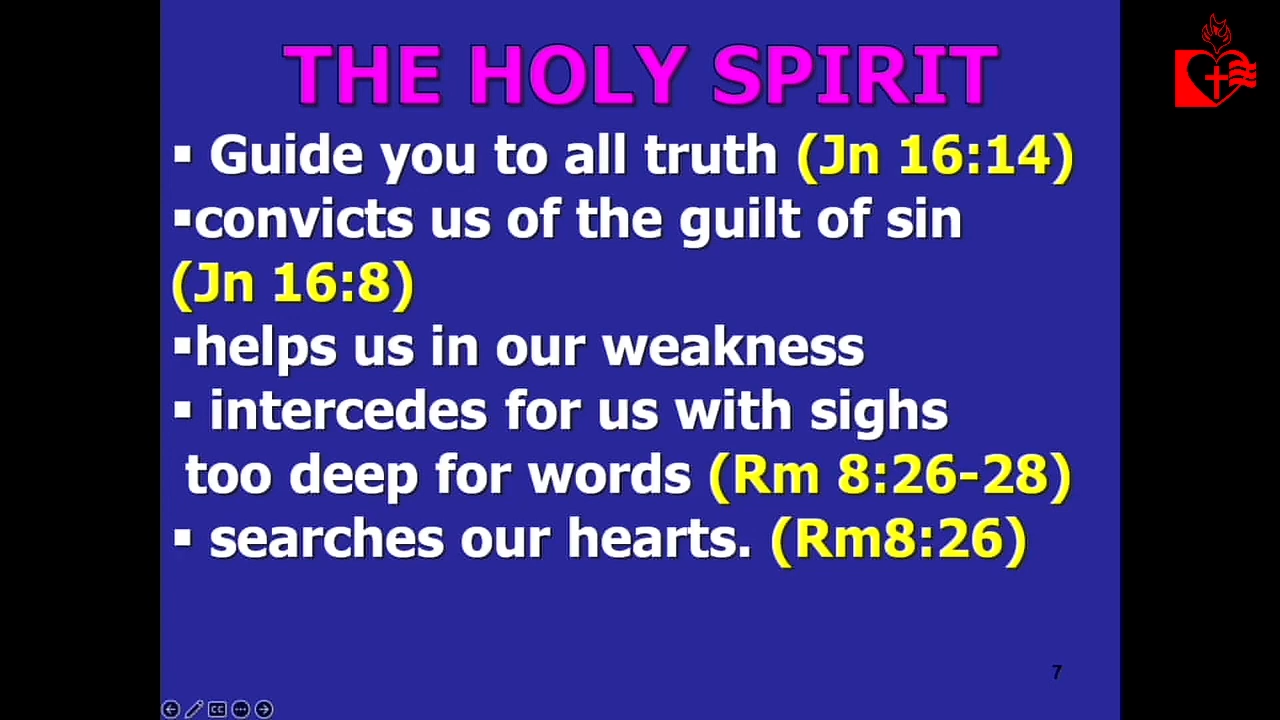 THE HOLY SPIRIT
▪ Guide you to all truth (Jn 16:14)
▪convicts us of the guilt of sin
(Jn 16:8)
▪helps us in our weakness
▪ intercedes for us with sighs
too deep for words (Rm 8:26-28)
▪ searches our hearts. (Rm8:26)
7
CC